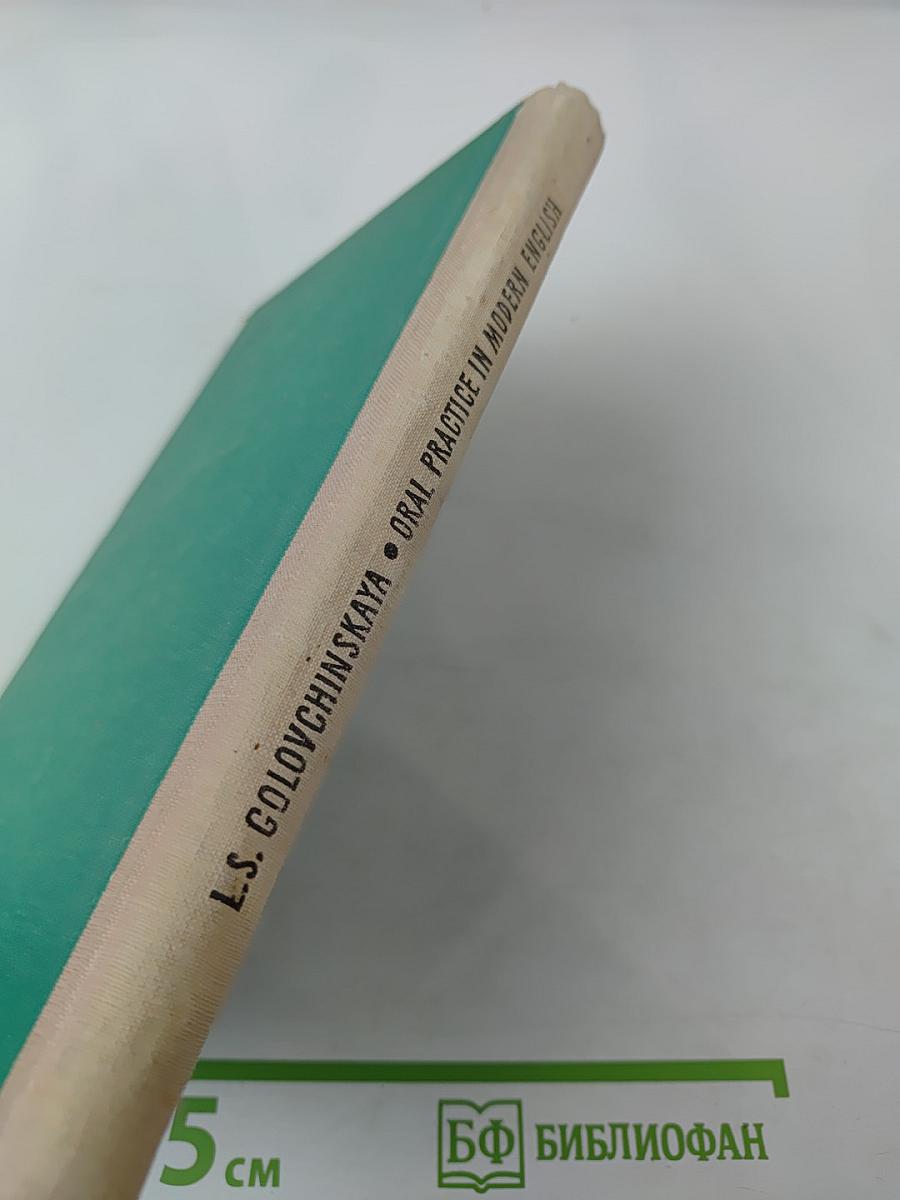 L.S. GOLOVCHINSKAYA • ORAL PRACTICE IN MODERN ENGLISH
5 см
БФ БИБЛИОФАН